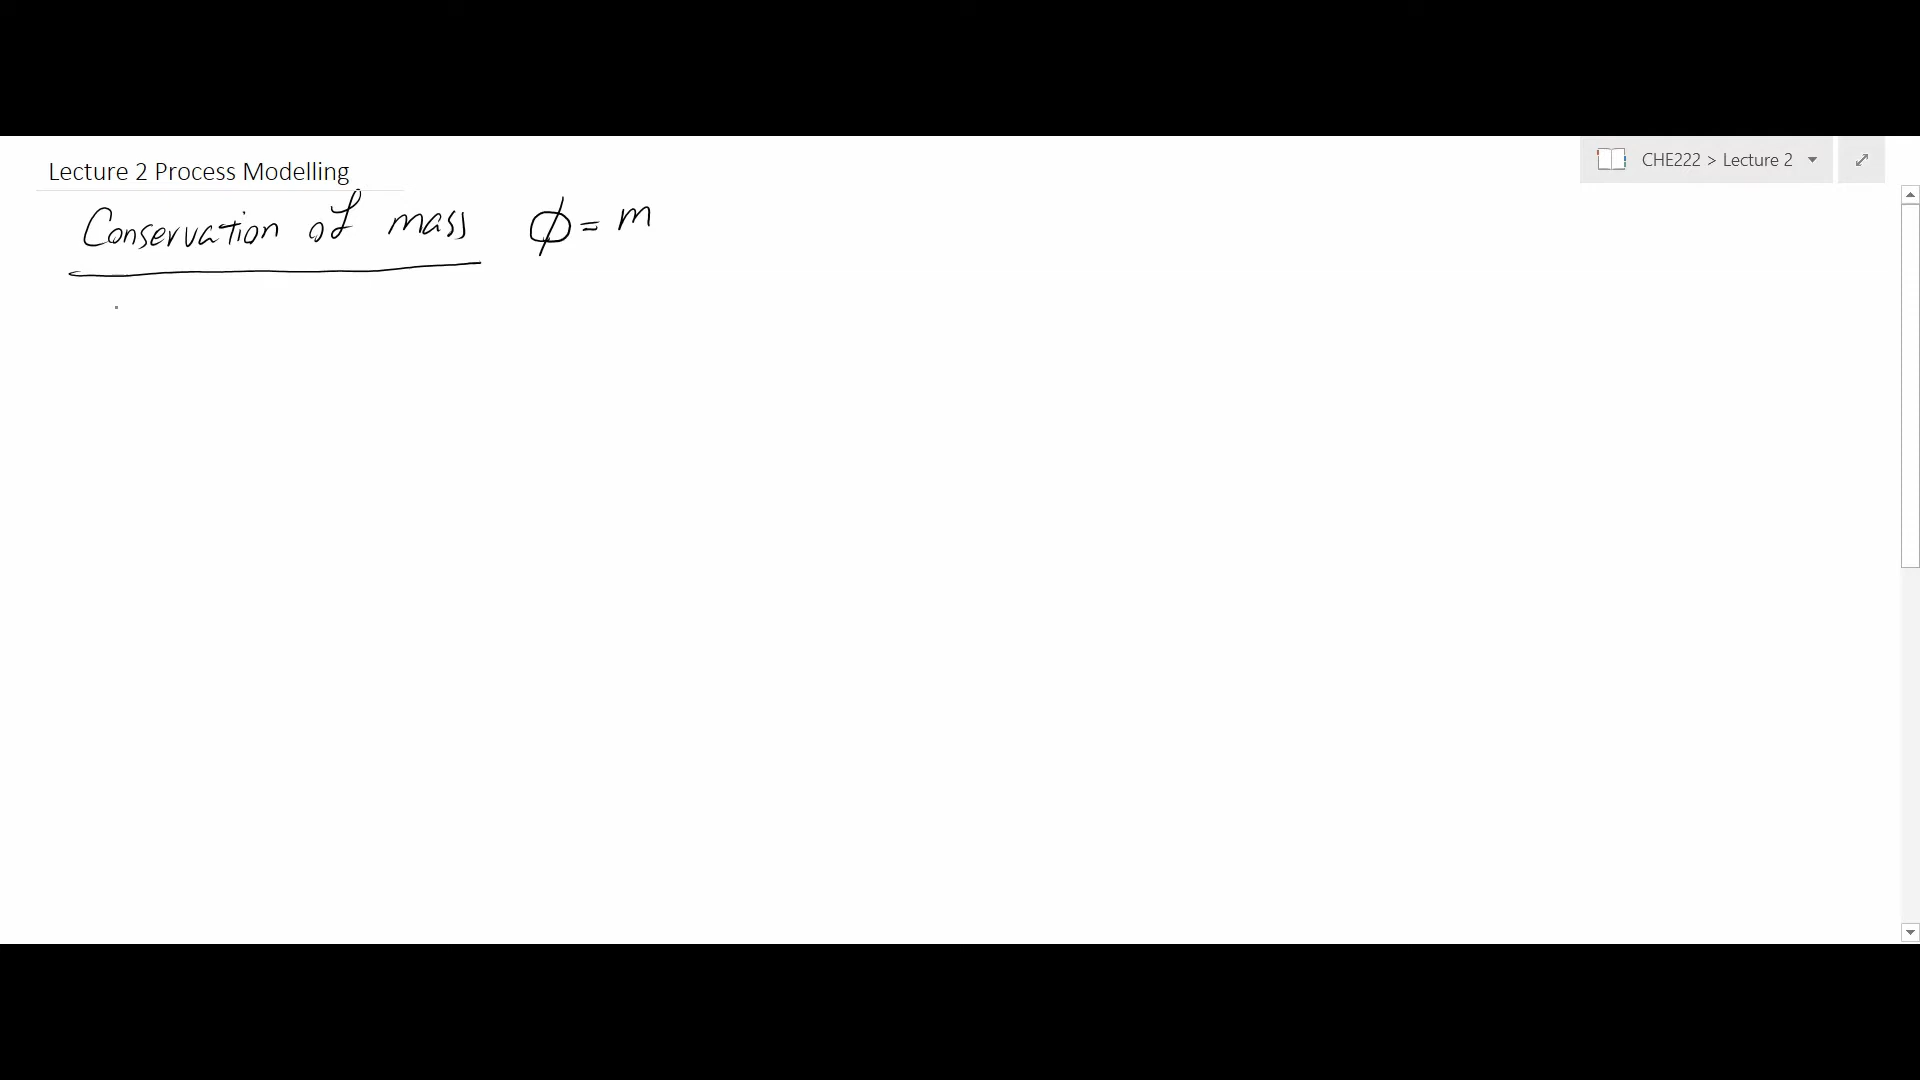 CHE222 > Lecture 2
Lecture 2 Process Modelling
Conservation of mass ϕ = m